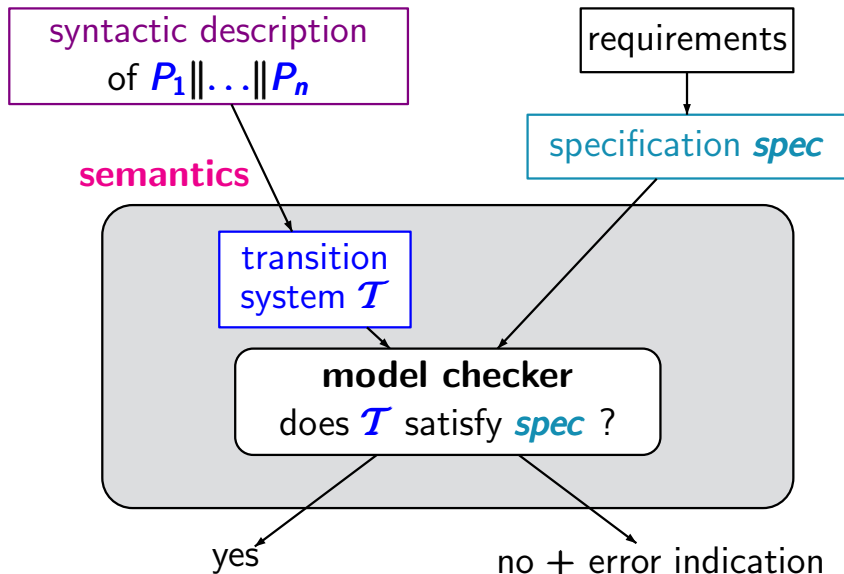 syntactic description
of P₁‖...‖Pₙ
requirements
specification spec
semantics
transition
system 𝒯
model checker
does 𝒯 satisfy spec ?
yes
no + error indication